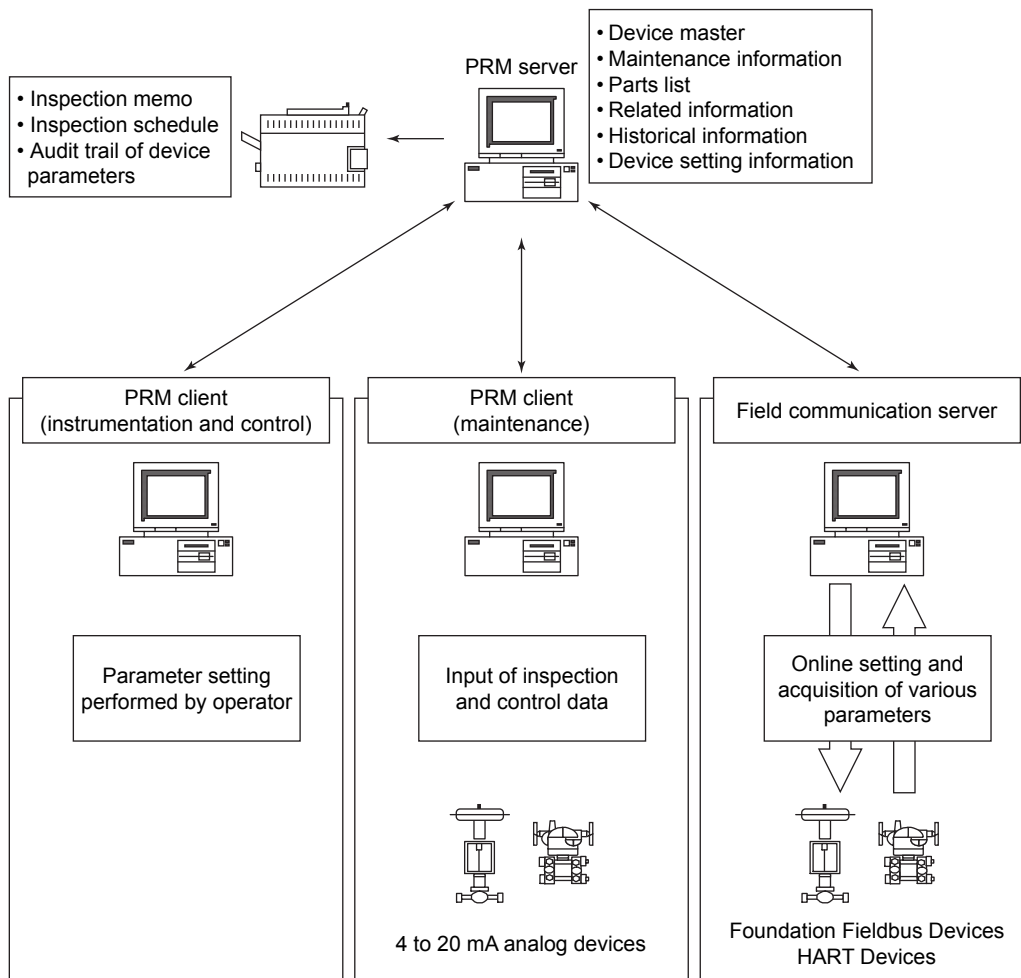 PRM server
• Device master
• Maintenance information
• Parts list
• Related information
• Historical information
• Device setting information
• Inspection memo
• Inspection schedule
• Audit trail of device
parameters
PRM client
(instrumentation and control)
Parameter setting
performed by operator
PRM client
(maintenance)
Input of inspection
and control data
4 to 20 mA analog devices
Field communication server
Online setting and
acquisition of various
parameters
Foundation Fieldbus Devices
HART Devices